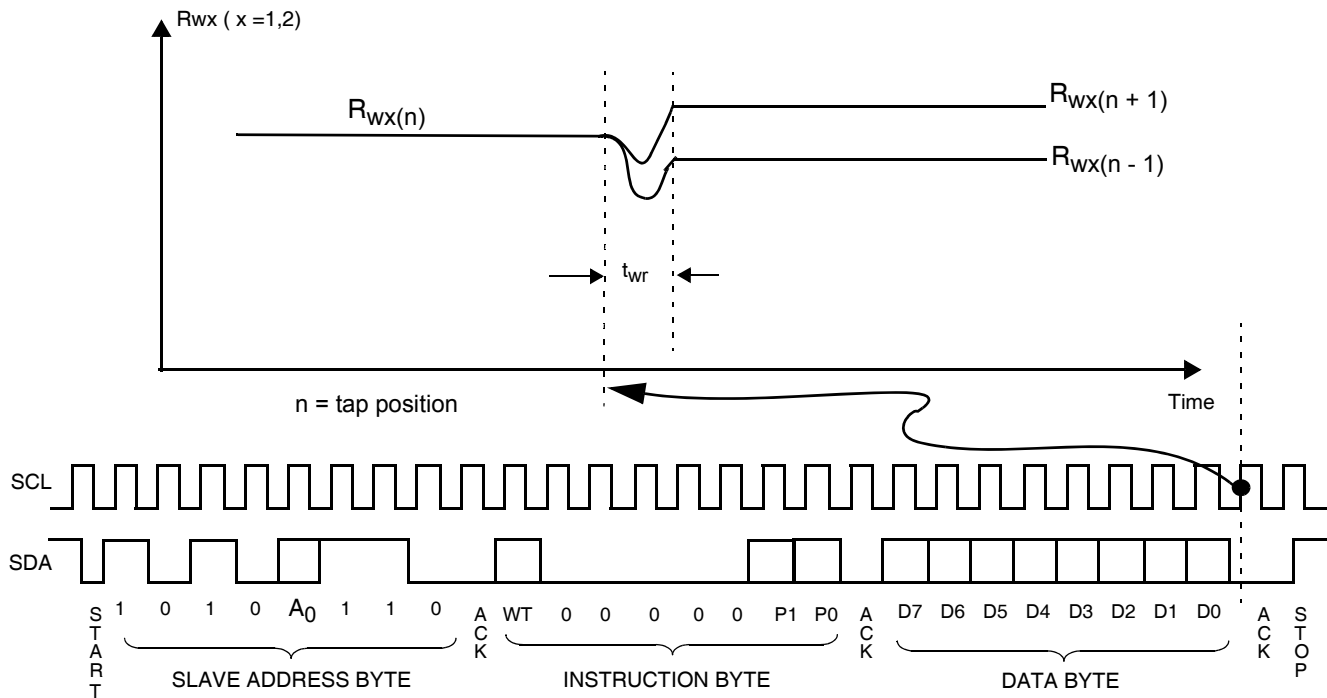 Rwx ( x =1,2)
Rwx(n)
Rwx(n + 1)
Rwx(n - 1)
twr
n = tap position
Time
SCL
SDA
START 1 0 1 0 A0 1 1 0 ACK WT 0 0 0 0 0 P1 P0 ACK D7 D6 D5 D4 D3 D2 D1 D0 ACK STOP
SLAVE ADDRESS BYTE INSTRUCTION BYTE DATA BYTE